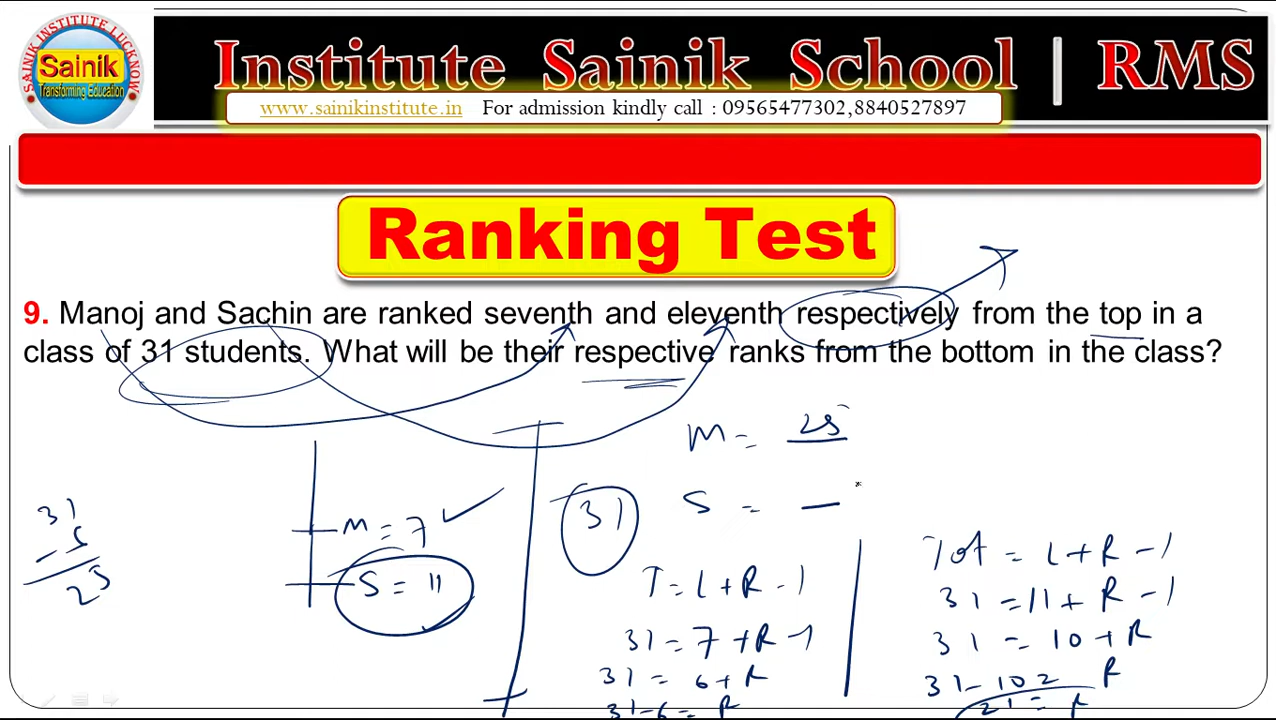 SAINIK INSTITUTE LUCKNOW
Sainik
Transforming Education
Institute Sainik School | RMS
www.sainikinstitute.in For admission kindly call : 09565477302,8840527897
Ranking Test
9. Manoj and Sachin are ranked seventh and eleventh respectively from the top in a
class of 31 students. What will be their respective ranks from the bottom in the class?
M = 25
S =
31
M = 7
S = 11
31
25
T = L + R - 1
31 = 7 + R - 1
31 = 6 + R
31 - 6 = R
Tot = L + R - 1
31 = 11 + R - 1
31 = 10 + R
31 - 10 = R
21 = R